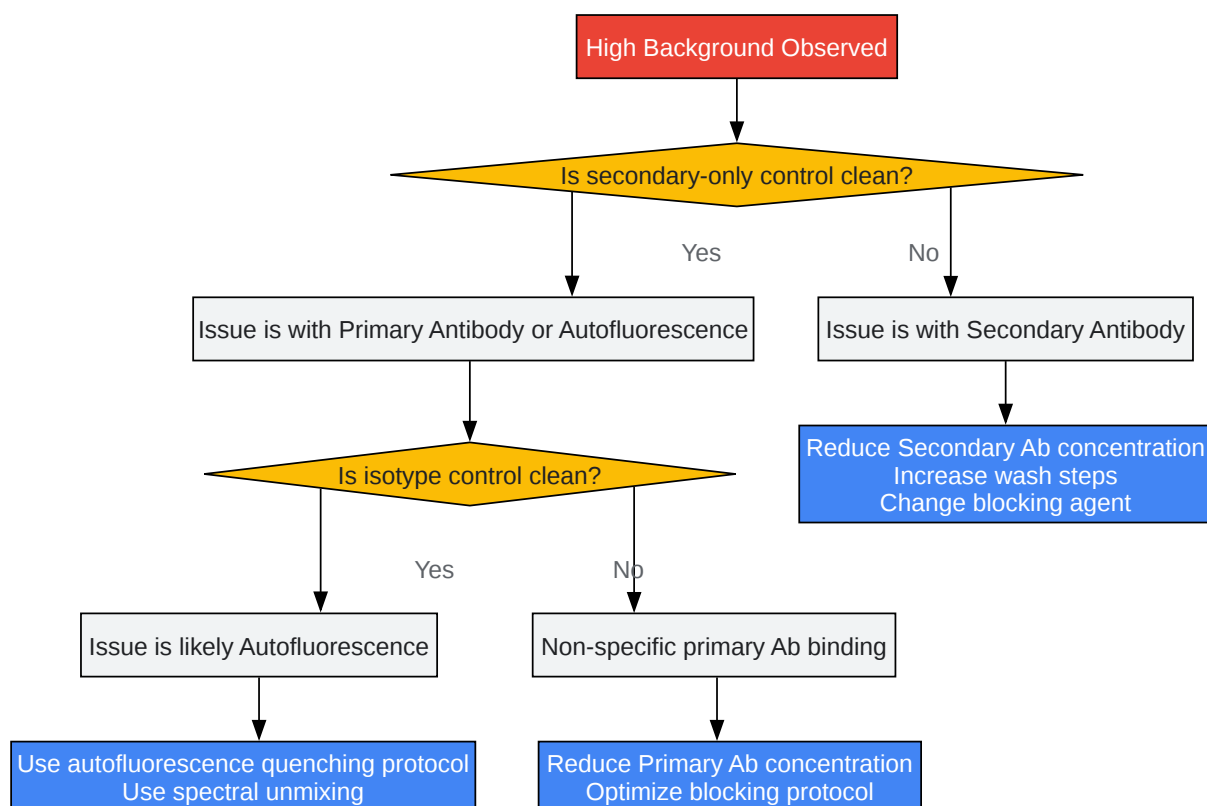 High Background Observed
Is secondary-only control clean?
Yes
No
Issue is with Primary Antibody or Autofluorescence
Issue is with Secondary Antibody
Reduce Secondary Ab concentration
Increase wash steps
Change blocking agent
Is isotype control clean?
Yes
No
Issue is likely Autofluorescence
Non-specific primary Ab binding
Use autofluorescence quenching protocol
Use spectral unmixing
Reduce Primary Ab concentration
Optimize blocking protocol